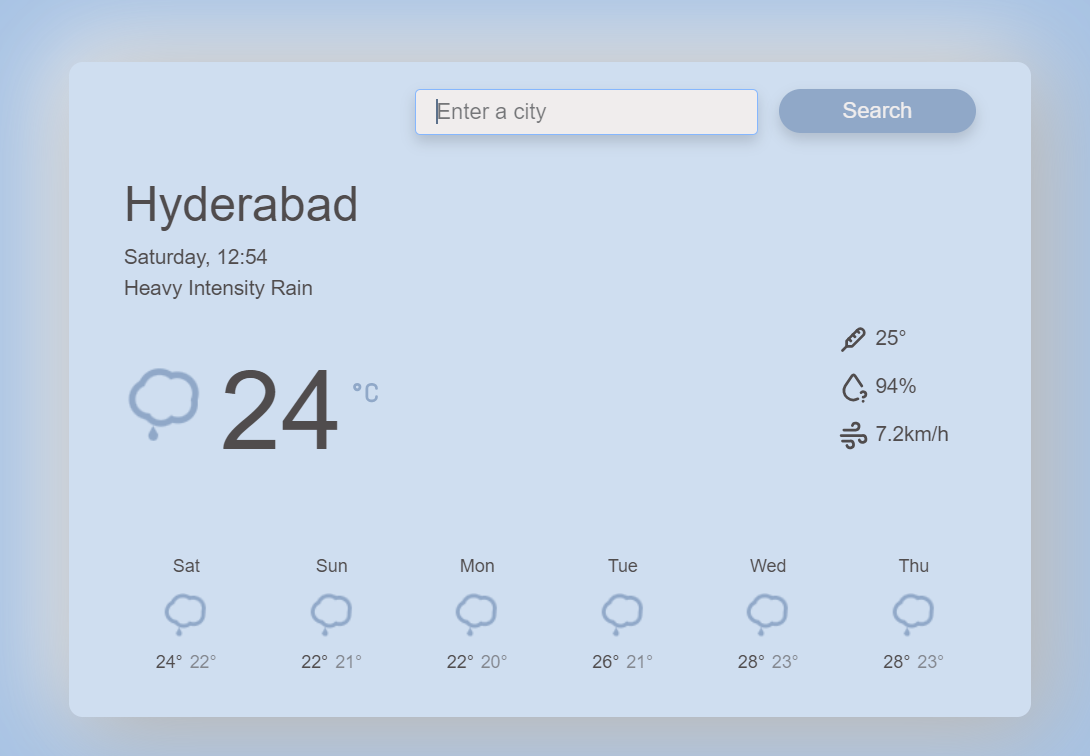 Enter a city
Search
Hyderabad
Saturday, 12:54
Heavy Intensity Rain
24 °C
25°
94%
7.2km/h
Sat Sun Mon Tue Wed Thu
24° 22° 22° 21° 22° 20° 26° 21° 28° 23° 28° 23°